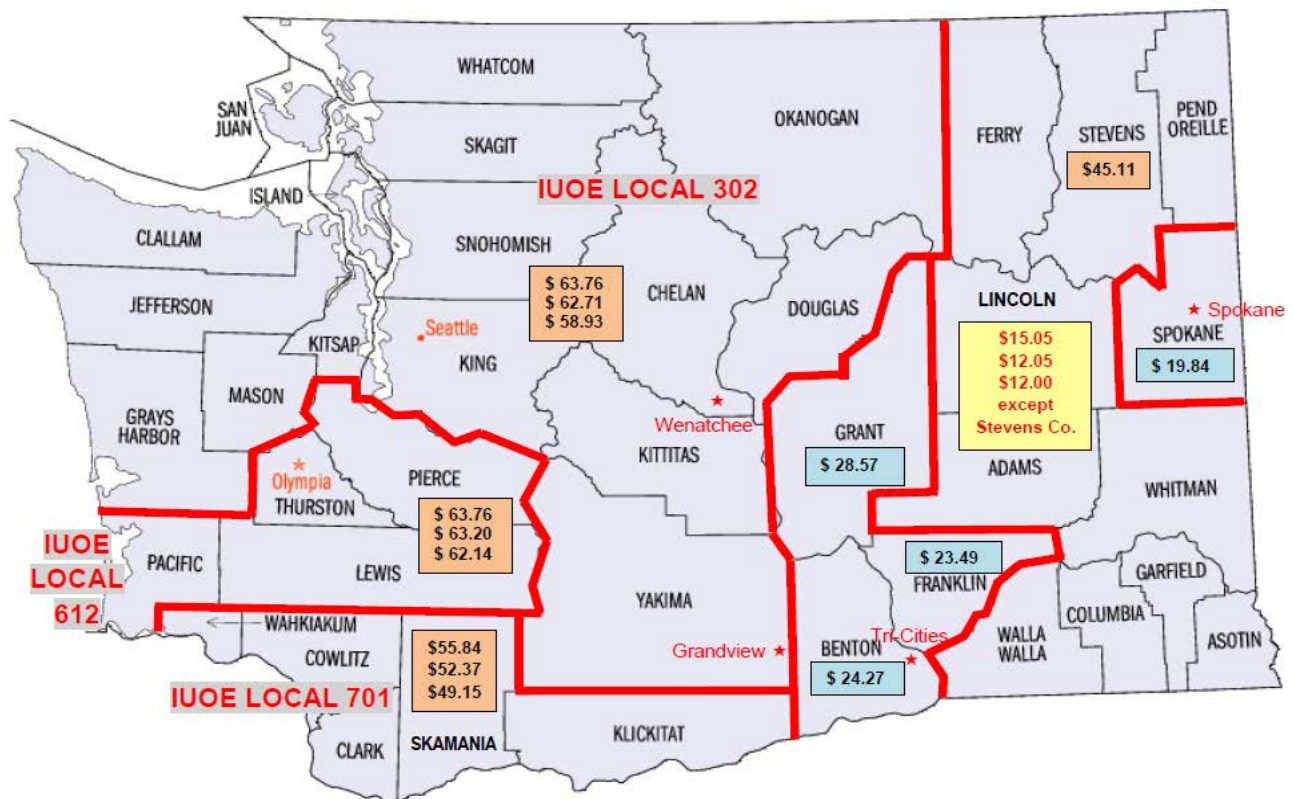 WHATCOM
OKANOGAN
SAN
JUAN
SKAGIT
FERRY
STEVENS
$45.11
PEND
OREILLE
ISLAND
IUOE LOCAL 302
CLALLAM
SNOHOMISH
CHELAN
DOUGLAS
$ 63.76
$ 62.71
$ 58.93
JEFFERSON
Seattle
KITSAP
KING
LINCOLN
$15.05
$12.05
$12.00
except
Stevens Co.
Spokane
SPOKANE
$ 19.84
MASON
GRAYS
HARBOR
Wenatchee
KITTITAS
GRANT
$ 28.57
ADAMS
WHITMAN
Olympia
THURSTON
PIERCE
$ 63.76
$ 63.20
$ 62.14
IUOE
LOCAL
612
PACIFIC
LEWIS
YAKIMA
$ 23.49
FRANKLIN
GARFIELD
COLUMBIA
WALLA
WALLA
ASOTIN
WAHKIAKUM
COWLITZ
$55.84
$52.37
$49.15
Grandview
BENTON
Tri-Cities
$ 24.27
IUOE LOCAL 701
CLARK
SKAMANIA
KLICKITAT